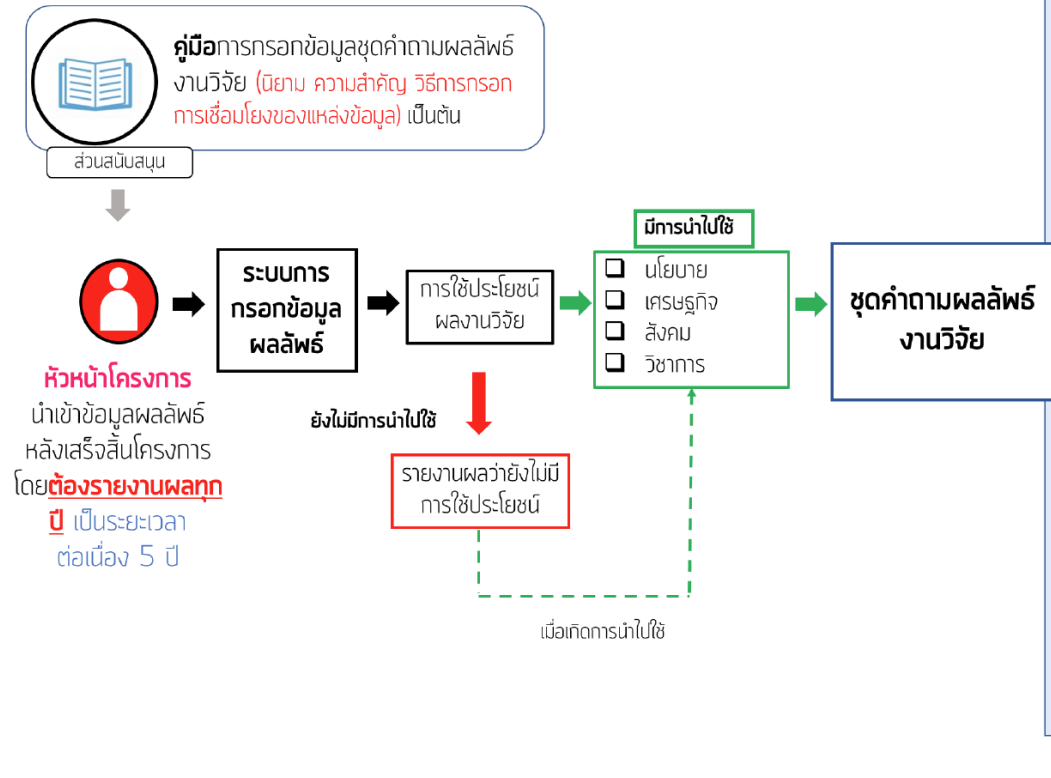 คู่มือการกรอกข้อมูลชุดคำถามผลลัพธ์
งานวิจัย (นิยาม ความสำคัญ วิธีการกรอก
การเชื่อมโยงของแหล่งข้อมูล) เป็นต้น
ส่วนสนับสนุน
หัวหน้าโครงการ
นำเข้าข้อมูลผลลัพธ์
หลังเสร็จสิ้นโครงการ
โดยต้องรายงานผลทุก
ปี เป็นระยะเวลา
ต่อเนื่อง 5 ปี
ระบบการ
กรอกข้อมูล
ผลลัพธ์
การใช้ประโยชน์
ผลงานวิจัย
ยังไม่มีการนำไปใช้
รายงานผลว่ายังไม่มี
การใช้ประโยชน์
เมื่อเกิดการนำไปใช้
มีการนำไปใช้
นโยบาย
เศรษฐกิจ
สังคม
วิชาการ
ชุดคำถามผลลัพธ์
งานวิจัย